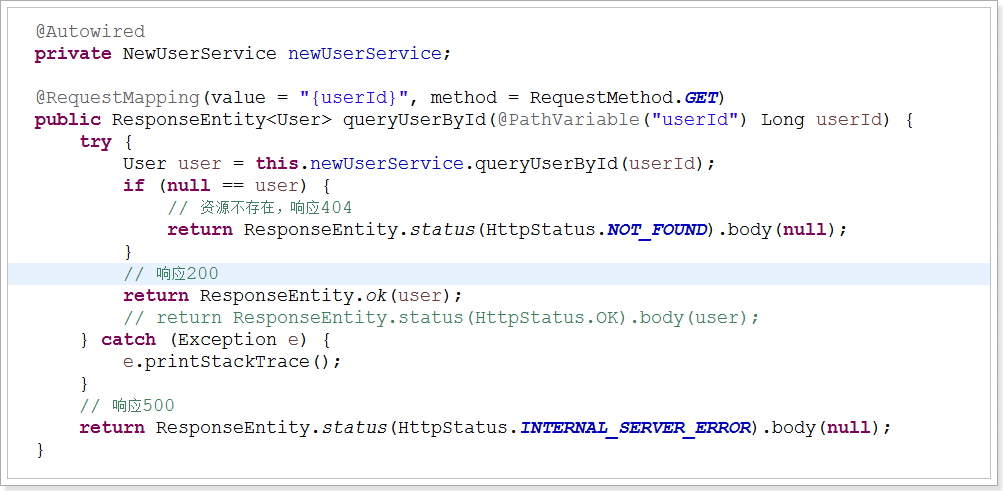 @Autowired
private NewUserService newUserService;
@RequestMapping(value = "{userId}", method = RequestMethod.GET)
public ResponseEntity<User> queryUserById(@PathVariable("userId") Long userId) {
try {
User user = this.newUserService.queryUserById(userId);
if (null == user) {
// 资源不存在，响应404
return ResponseEntity.status(HttpStatus.NOT_FOUND).body(null);
}
// 响应200
return ResponseEntity.ok(user);
// return ResponseEntity.status(HttpStatus.OK).body(user);
} catch (Exception e) {
e.printStackTrace();
}
// 响应500
return ResponseEntity.status(HttpStatus.INTERNAL_SERVER_ERROR).body(null);
}